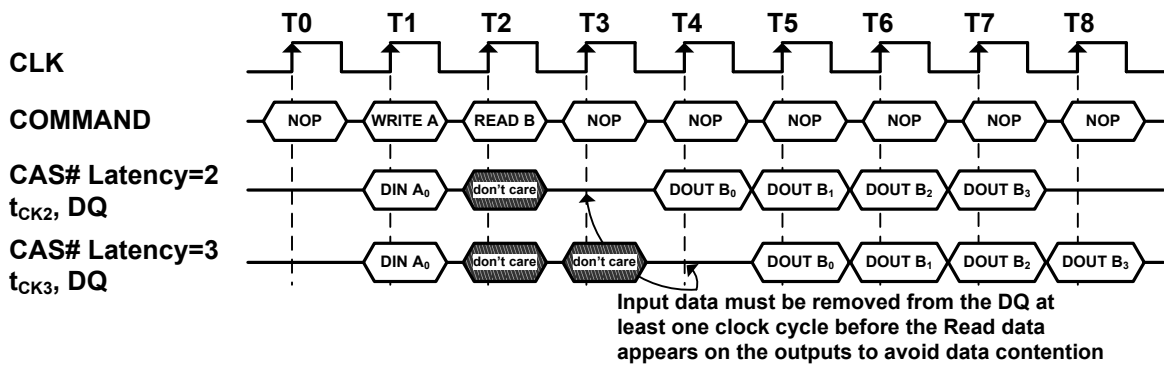 T0 T1 T2 T3 T4 T5 T6 T7 T8
CLK
COMMAND NOP WRITE A READ B NOP NOP NOP NOP NOP NOP
CAS# Latency=2
tCK2, DQ DIN A0 don't care DOUT B0 DOUT B1 DOUT B2 DOUT B3
CAS# Latency=3
tCK3, DQ DIN A0 don't care don't care DOUT B0 DOUT B1 DOUT B2 DOUT B3
Input data must be removed from the DQ at
least one clock cycle before the Read data
appears on the outputs to avoid data contention